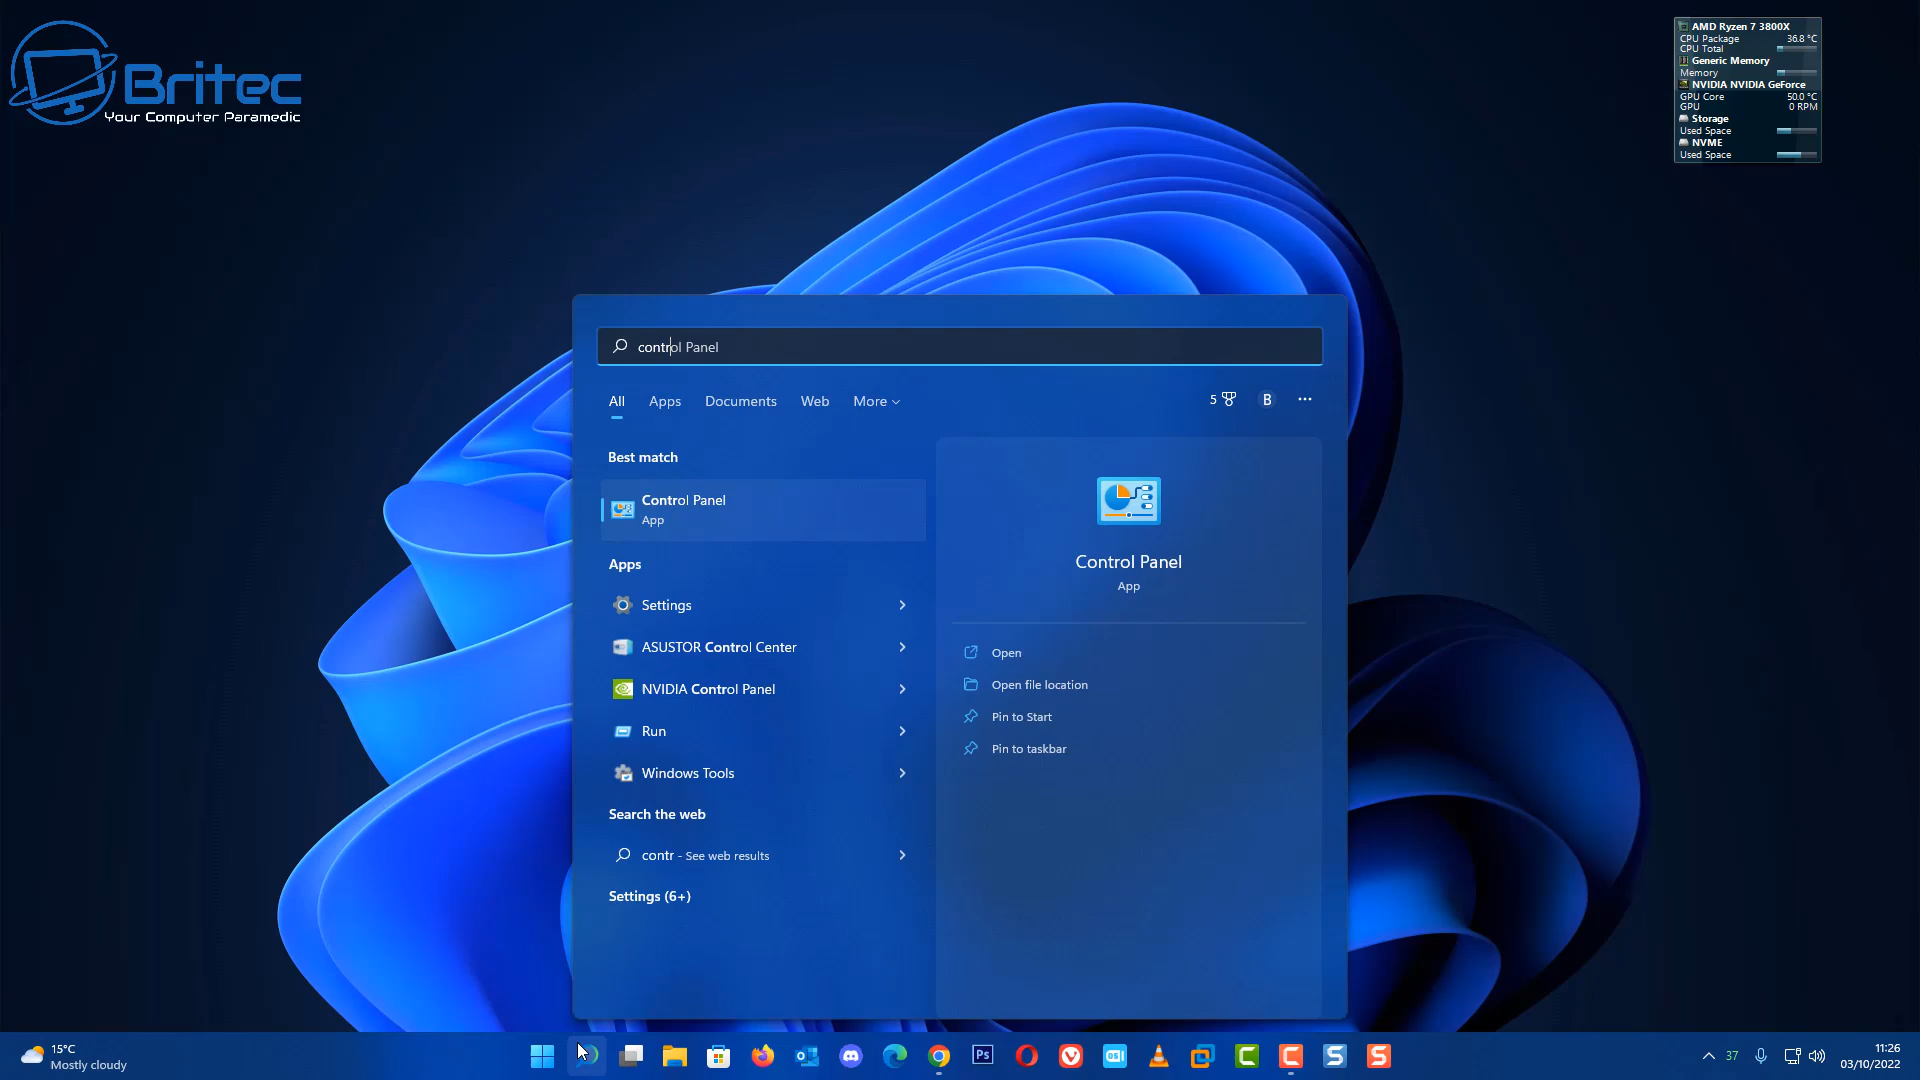 Britec
Your Computer Paramedic
AMD Ryzen 7 3800X
CPU Package 36.8 °C
CPU Total
Generic Memory
Memory
NVIDIA NVIDIA GeForce
GPU Core 50.0 °C
GPU 0 RPM
Storage
Used Space
NVME
Used Space
control Panel
All Apps Documents Web More 5 B
Best match
Control Panel
App
Apps
Settings
ASUSTOR Control Center
NVIDIA Control Panel
Run
Windows Tools
Search the web
contr - See web results
Settings (6+)
Control Panel
App
Open
Open file location
Pin to Start
Pin to taskbar
15°C
Mostly cloudy
Ps
37
11:26
03/10/2022